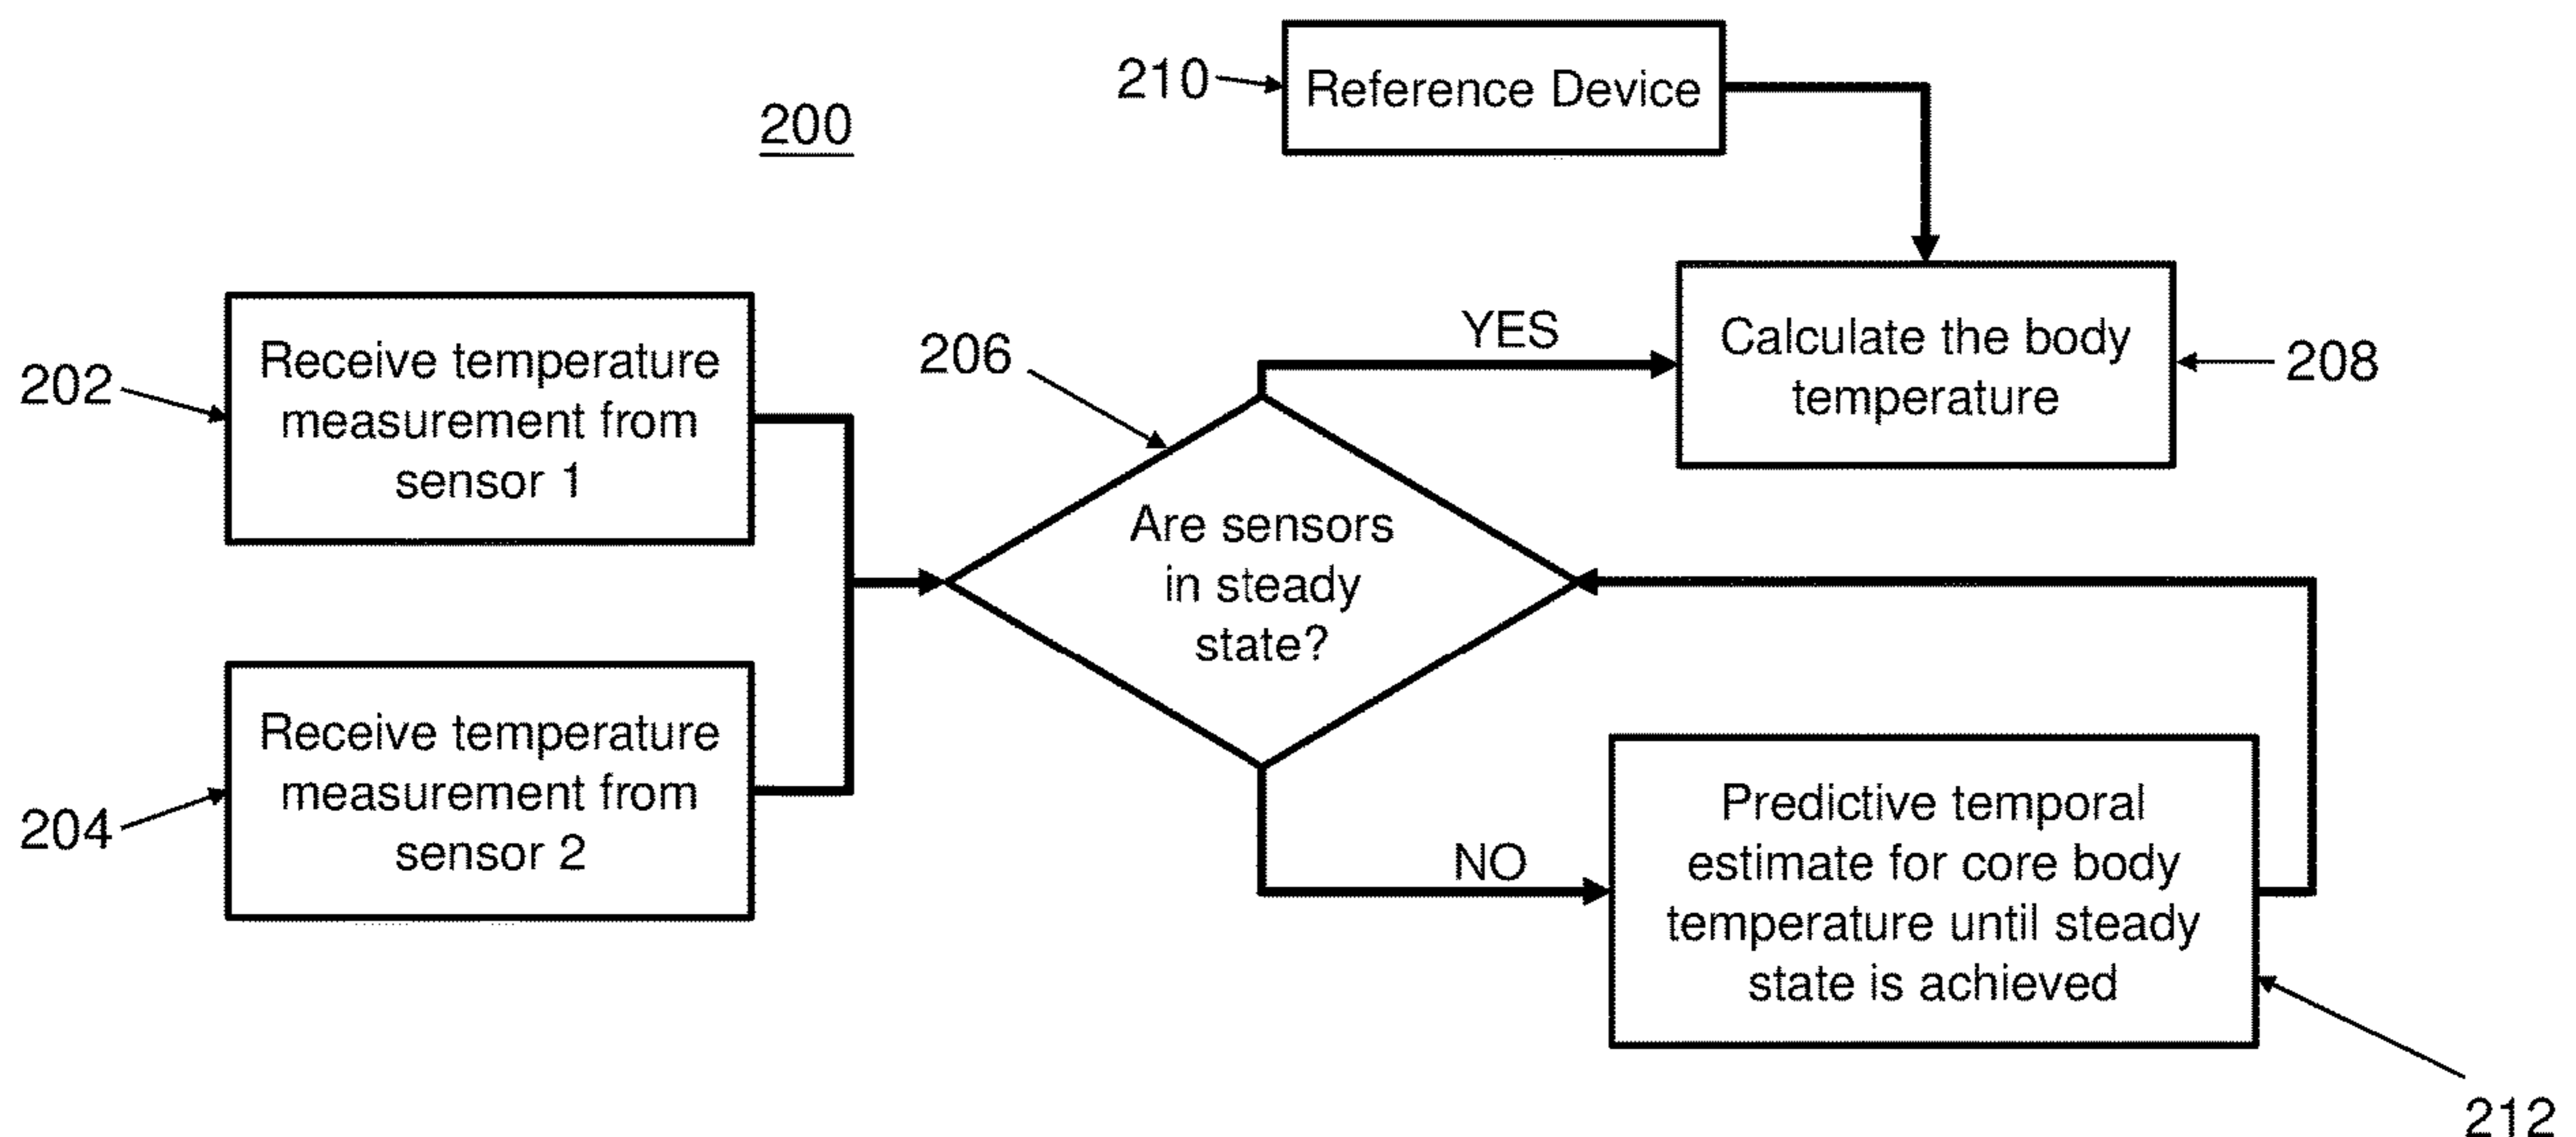 200
210
Reference Device
202
Receive temperature
measurement from
sensor 1
204
Receive temperature
measurement from
sensor 2
206
Are sensors
in steady
state?
YES
Calculate the body
temperature
208
NO
Predictive temporal
estimate for core body
temperature until steady
state is achieved
212